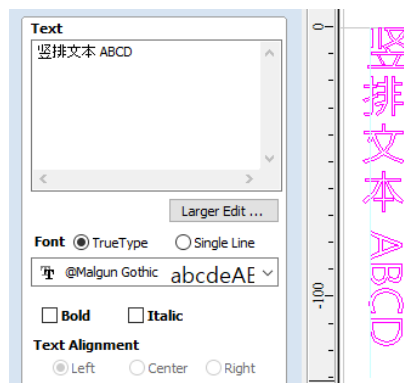 Text
竖排文本 ABCD
Larger Edit ...
Font TrueType Single Line
@Malgun Gothic abcdeAE
Bold Italic
Text Alignment
Left Center Right
0
-100
竖排文本 ABCD